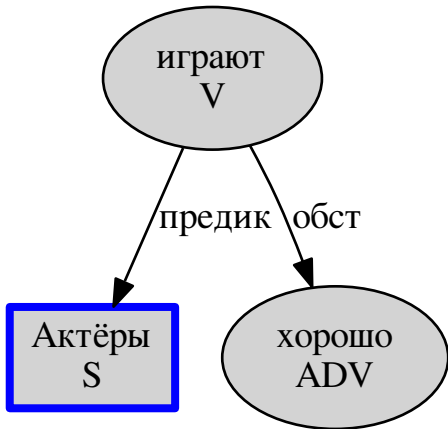 играют
V
предик обст
Актёры
S
хорошо
ADV